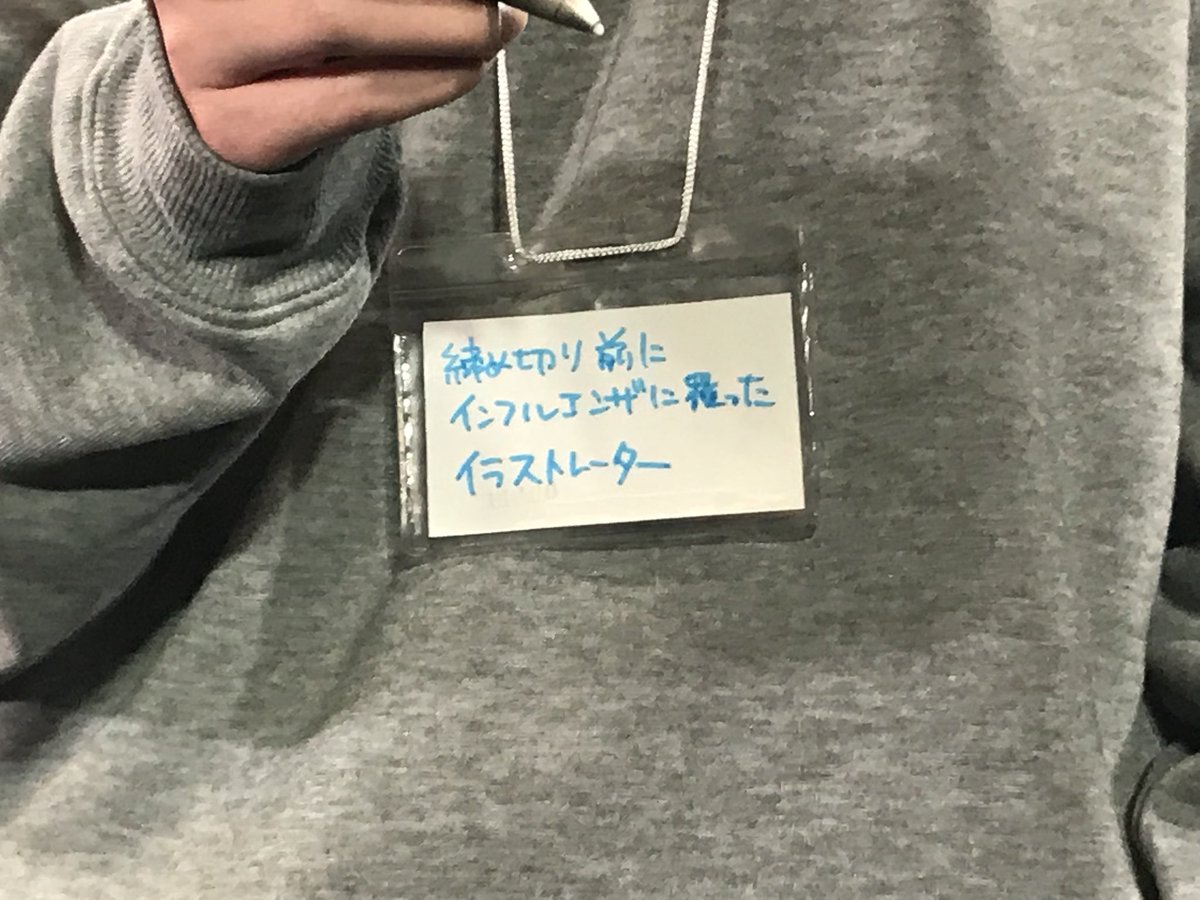 締め切り前に
インフルエンザに罹った
イラストレーター